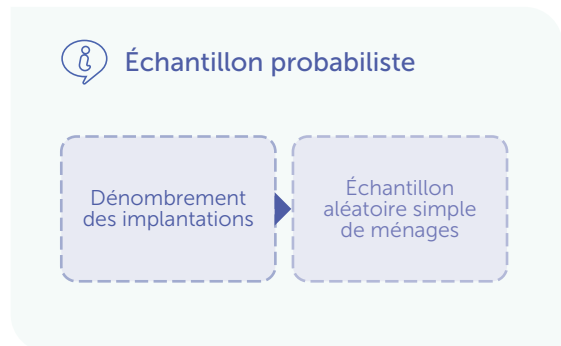 Échantillon probabiliste
Dénombrement
des implantations
Échantillon
aléatoire simple
de ménages